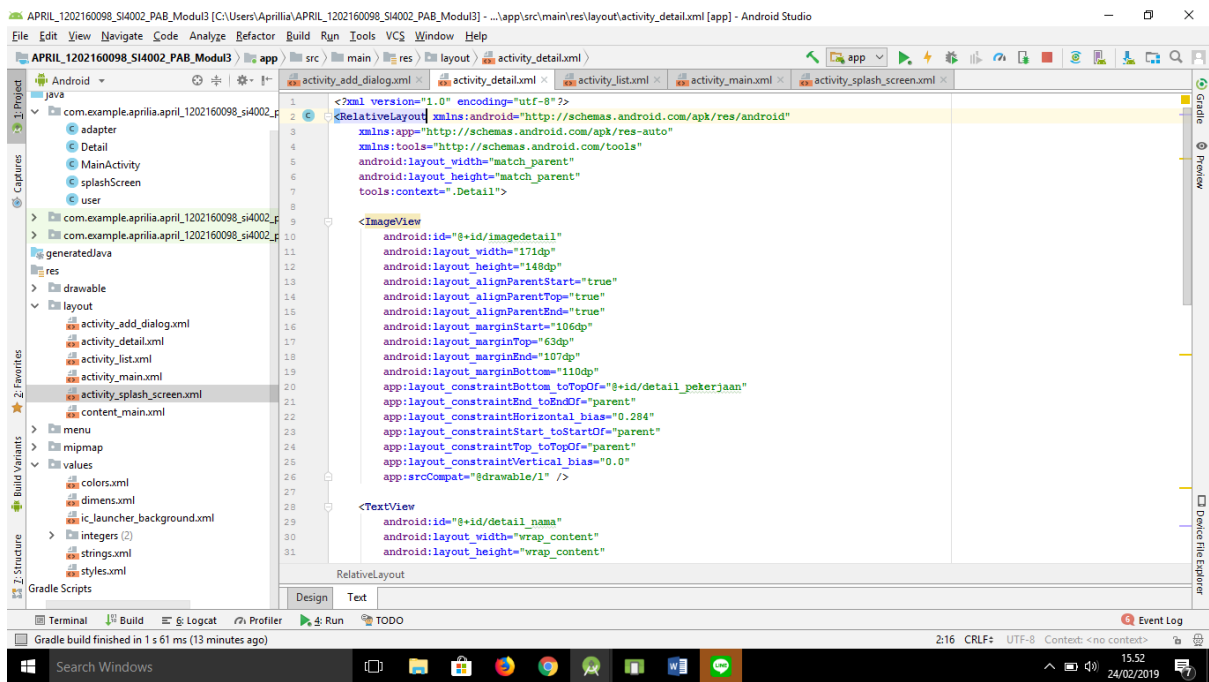 APRIL_1202160098_SI4002_PAB_Modul3 [C:\Users\Aprillia\APRIL_1202160098_SI4002_PAB_Modul3] - ...\app\src\main\res\layout\activity_detail.xml [app] - Android Studio
File Edit View Navigate Code Analyze Refactor Build Run Tools VCS Window Help
APRIL_1202160098_SI4002_PAB_Modul3 app src main res layout activity_detail.xml app
Android
activity_add_dialog.xml activity_detail.xml activity_list.xml activity_main.xml activity_splash_screen.xml
1: Project
Captures
2: Favorites
Build Variants
7: Structure
java
com.example.aprilia.april_1202160098_si4002_p
adapter
Detail
MainActivity
splashScreen
user
com.example.aprilia.april_1202160098_si4002_p
com.example.aprilia.april_1202160098_si4002_p
generatedJava
res
drawable
layout
activity_add_dialog.xml
activity_detail.xml
activity_list.xml
activity_main.xml
activity_splash_screen.xml
content_main.xml
menu
mipmap
values
colors.xml
dimens.xml
ic_launcher_background.xml
integers (2)
strings.xml
styles.xml
Gradle Scripts
1 <?xml version="1.0" encoding="utf-8"?>
2 <RelativeLayout xmlns:android="http://schemas.android.com/apk/res/android"
3 xmlns:app="http://schemas.android.com/apk/res-auto"
4 xmlns:tools="http://schemas.android.com/tools"
5 android:layout_width="match_parent"
6 android:layout_height="match_parent"
7 tools:context=".Detail">
8
9 <ImageView
10 android:id="@+id/imagedetail"
11 android:layout_width="171dp"
12 android:layout_height="148dp"
13 android:layout_alignParentStart="true"
14 android:layout_alignParentTop="true"
15 android:layout_alignParentEnd="true"
16 android:layout_marginStart="106dp"
17 android:layout_marginTop="63dp"
18 android:layout_marginEnd="107dp"
19 android:layout_marginBottom="110dp"
20 app:layout_constraintBottom_toTopOf="@+id/detail_pekerjaan"
21 app:layout_constraintEnd_toEndOf="parent"
22 app:layout_constraintHorizontal_bias="0.284"
23 app:layout_constraintStart_toStartOf="parent"
24 app:layout_constraintTop_toTopOf="parent"
25 app:layout_constraintVertical_bias="0.0"
26 app:srcCompat="@drawable/l" />
27
28 <TextView
29 android:id="@+id/detail_nama"
30 android:layout_width="wrap_content"
31 android:layout_height="wrap_content"
RelativeLayout
Design Text
Gradle
Preview
Device File Explorer
Terminal Build 6: Logcat Profiler 4: Run TODO 6 Event Log
Gradle build finished in 1 s 61 ms (13 minutes ago) 2:16 CRLF UTF-8 Context: <no context>
Search Windows 15.52
24/02/2019